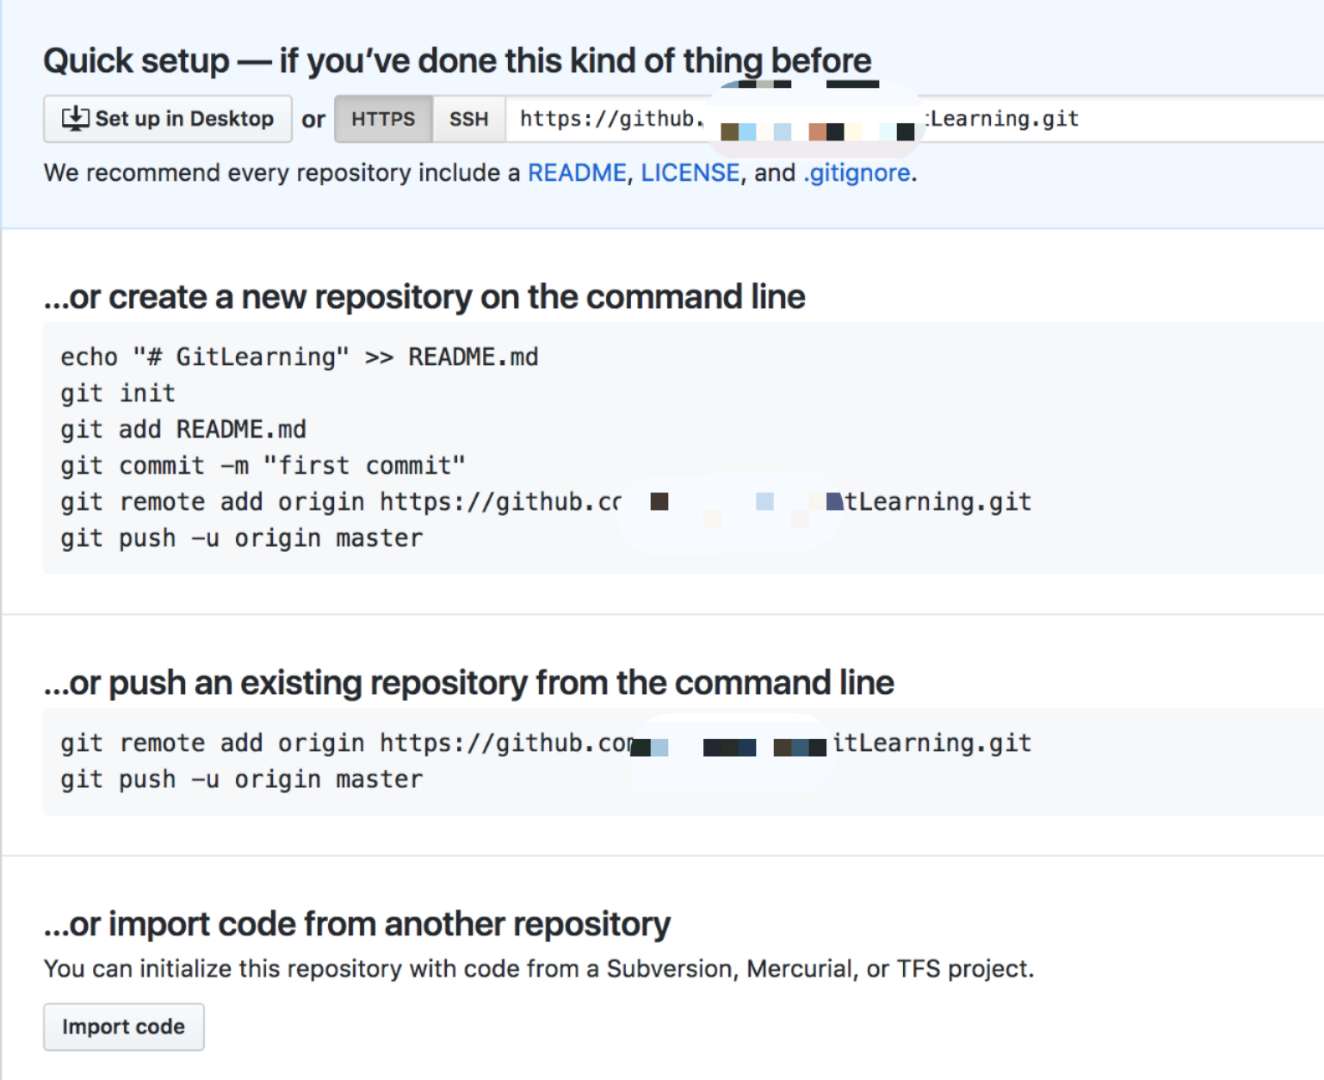 Quick setup — if you’ve done this kind of thing before
Set up in Desktop or HTTPS SSH https://github. Learning.git
We recommend every repository include a README, LICENSE, and .gitignore.
...or create a new repository on the command line
echo "# GitLearning" >> README.md
git init
git add README.md
git commit -m "first commit"
git remote add origin https://github.c tLearning.git
git push -u origin master
...or push an existing repository from the command line
git remote add origin https://github.co itLearning.git
git push -u origin master
...or import code from another repository
You can initialize this repository with code from a Subversion, Mercurial, or TFS project.
Import code